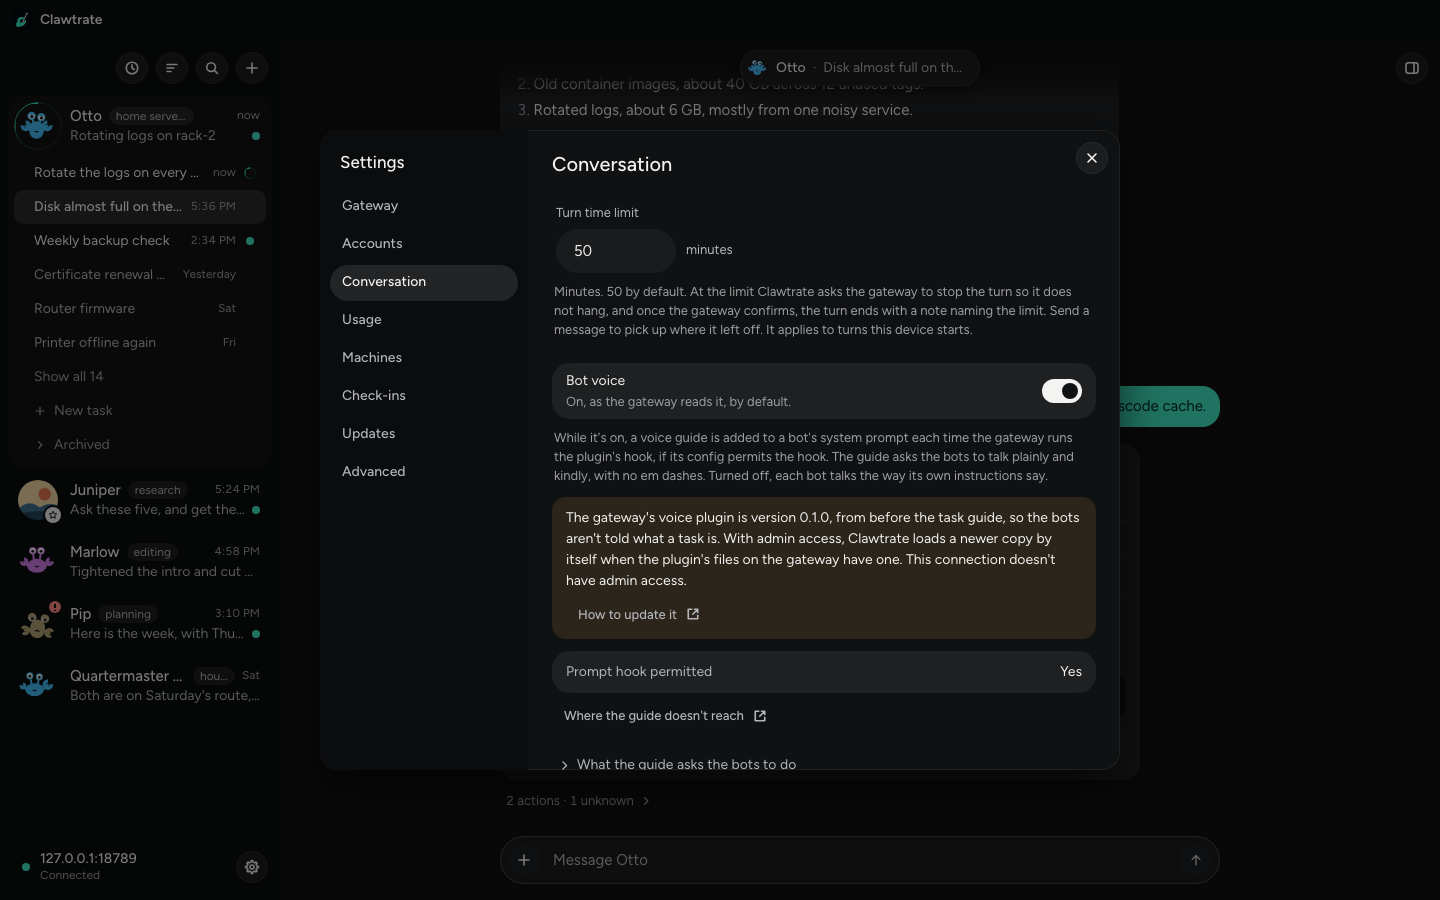 Clawtrate
Otto
home serve...
now
Rotating logs on rack-2
Rotate the logs on every ...
now
Disk almost full on the...
5:36 PM
Weekly backup check
2:34 PM
Certificate renewal ...
Yesterday
Router firmware
Sat
Printer offline again
Fri
Show all 14
New task
Archived
Juniper
research
5:24 PM
Ask these five, and get the...
Marlow
editing
4:58 PM
Tightened the intro and cut ...
Pip
planning
3:10 PM
Here is the week, with Thu...
Quartermaster ...
hou...
Sat
Both are on Saturday's route,...
127.0.0.1:18789
Connected
Otto · Disk almost full on th...
2. Old container images, about 40 GB across 12 unused tags.
3. Rotated logs, about 6 GB, mostly from one noisy service.
Settings
Gateway
Accounts
Conversation
Usage
Machines
Check-ins
Updates
Advanced
Conversation
Turn time limit
50
minutes
Minutes. 50 by default. At the limit Clawtrate asks the gateway to stop the turn so it does
not hang, and once the gateway confirms, the turn ends with a note naming the limit. Send a
message to pick up where it left off. It applies to turns this device starts.
Bot voice
On, as the gateway reads it, by default.
While it's on, a voice guide is added to a bot's system prompt each time the gateway runs
the plugin's hook, if its config permits the hook. The guide asks the bots to talk plainly and
kindly, with no em dashes. Turned off, each bot talks the way its own instructions say.
The gateway's voice plugin is version 0.1.0, from before the task guide, so the bots
aren't told what a task is. With admin access, Clawtrate loads a newer copy by
itself when the plugin's files on the gateway have one. This connection doesn't
have admin access.
How to update it
Prompt hook permitted
Yes
Where the guide doesn't reach
What the guide asks the bots to do
scode cache.
2 actions · 1 unknown
Message Otto